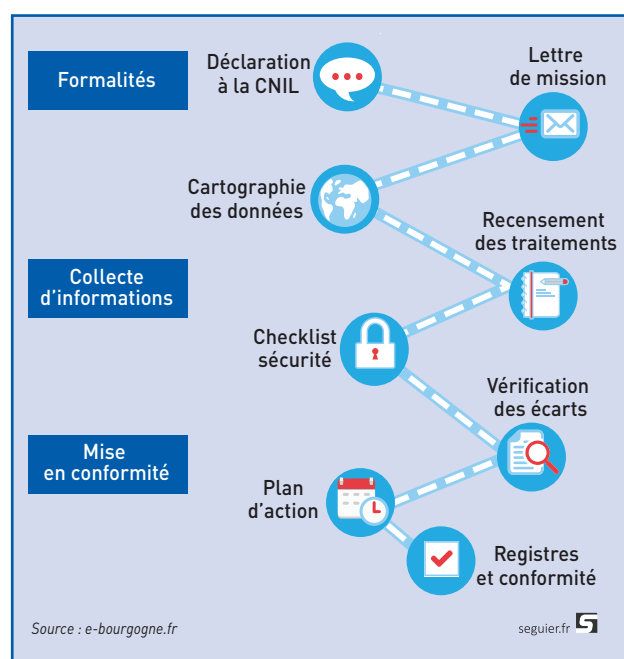 Formalités
Déclaration
à la CNIL
Lettre
de mission
Cartographie
des données
Recensement
des traitements
Collecte
d'informations
Checklist
sécurité
Vérification
des écarts
Mise
en conformité
Plan
d'action
Registres
et conformité
Source : e-bourgogne.fr
seguier.fr S